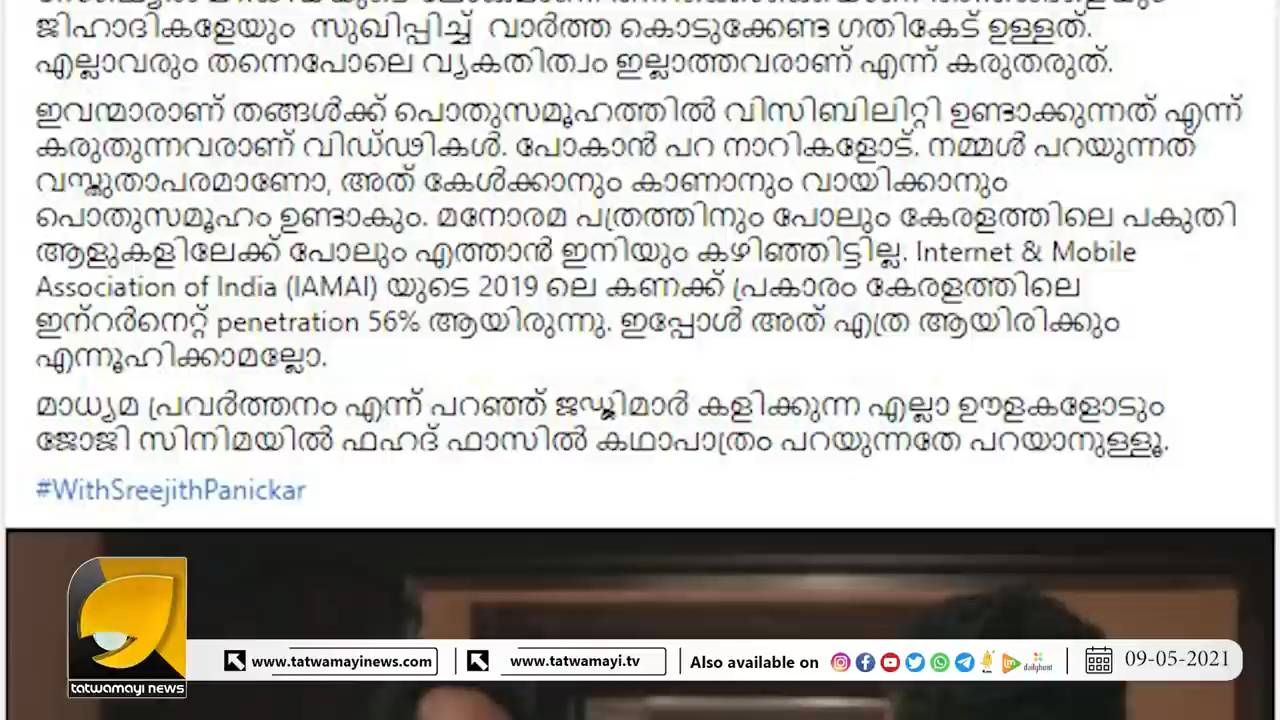 ജിഹാദികളേയും സുഖിപ്പിച്ച് വാർത്ത കൊടുക്കേണ്ട ഗതികേട് ഉള്ളത്.
എല്ലാവരും തന്നെപോലെ വ്യകതിത്വം ഇല്ലാത്തവരാണ് എന്ന് കരുതരുത്.
ഇവന്മാരാണ് തങ്ങൾക്ക് പൊതുസമൂഹത്തിൽ വിസിബിലിറ്റി ഉണ്ടാക്കുന്നത് എന്ന്
കരുതുന്നവരാണ് വിഡ്ഢികൾ. പോകാൻ പറ നാറികളോട്. നമ്മൾ പറയുന്നത്
വസ്തുതാപരമാണോ, അത് കേൾക്കാനും കാണാനും വായിക്കാനും
പൊതുസമൂഹം ഉണ്ടാകും. മനോരമ പത്രത്തിനും പോലും കേരളത്തിലെ പകുതി
ആളുകളിലേക്ക് പോലും എത്താൻ ഇനിയും കഴിഞ്ഞിട്ടില്ല. Internet & Mobile
Association of India (IAMAI) യുടെ 2019 ലെ കണക്ക് പ്രകാരം കേരളത്തിലെ
ഇന്റർനെറ്റ് penetration 56% ആയിരുന്നു. ഇപ്പോൾ അത് എത്ര ആയിരിക്കും
എന്നൂഹിക്കാമല്ലോ.
മാധ്യമ പ്രവർത്തനം എന്ന് പറഞ്ഞ് ജഡ്ജിമാർ കളിക്കുന്ന എല്ലാ ഊളകളോടും
ജോജി സിനിമയിൽ ഫഹദ് ഫാസിൽ കഥാപാത്രം പറയുന്നതേ പറയാനുള്ളൂ.
#WithSreejithPanickar
tatwamayi news
www.tatwamayinews.com
www.tatwamayi.tv
Also available on
dailyhunt
09-05-2021